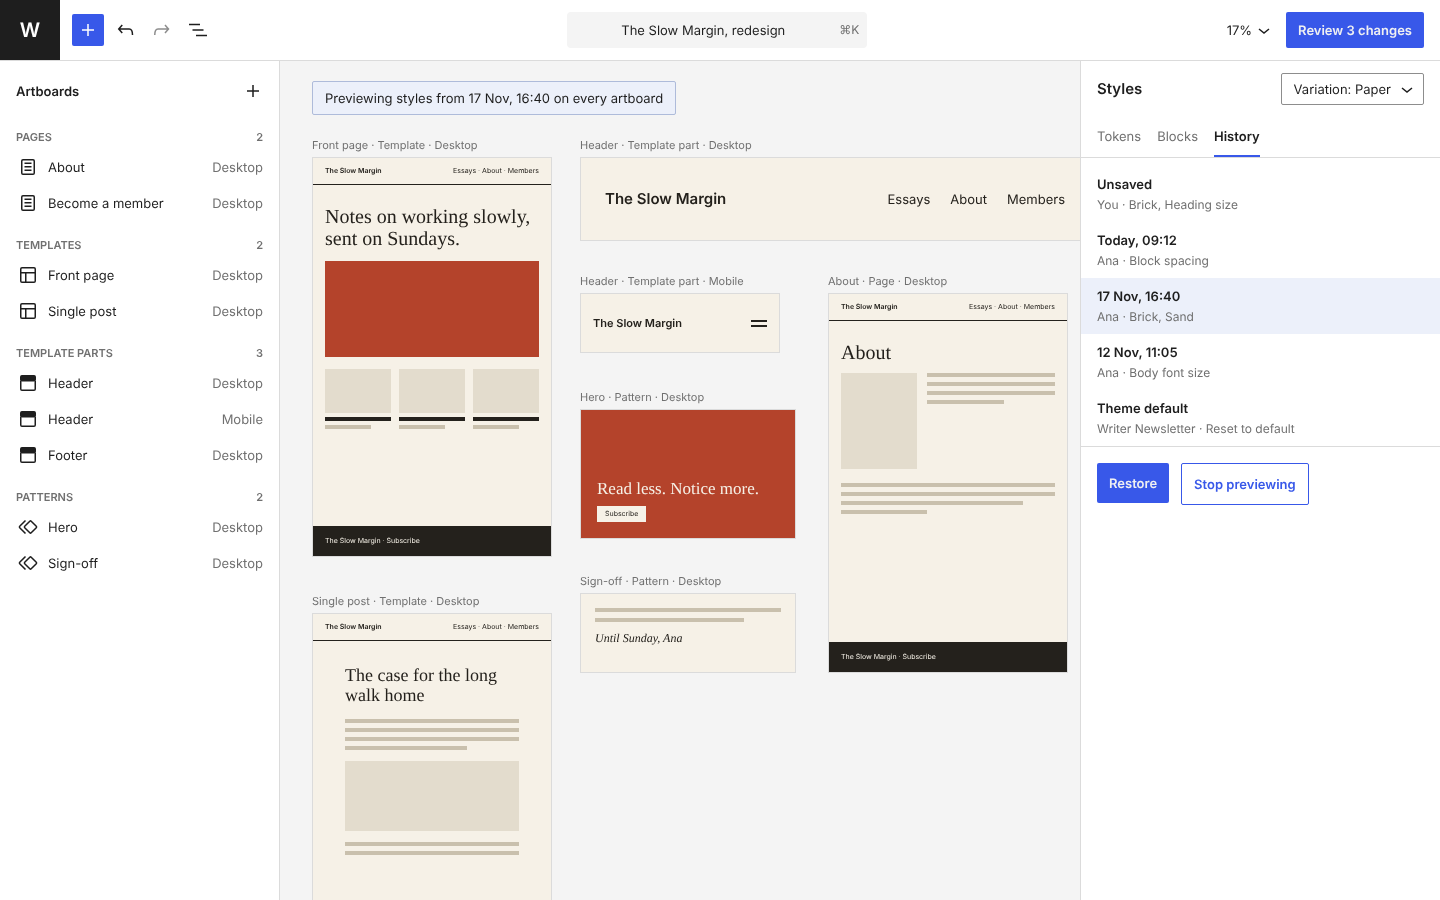 W
The Slow Margin, redesign
⌘K
17%
Review 3 changes
Artboards
PAGES 2
About Desktop
Become a member Desktop
TEMPLATES 2
Front page Desktop
Single post Desktop
TEMPLATE PARTS 3
Header Desktop
Header Mobile
Footer Desktop
PATTERNS 2
Hero Desktop
Sign-off Desktop
Previewing styles from 17 Nov, 16:40 on every artboard
Front page · Template · Desktop
The Slow Margin Essays · About · Members
Notes on working slowly,
sent on Sundays.
The Slow Margin · Subscribe
Single post · Template · Desktop
The Slow Margin Essays · About · Members
The case for the long
walk home
Header · Template part · Desktop
The Slow Margin Essays About Members
Header · Template part · Mobile
The Slow Margin
Hero · Pattern · Desktop
Read less. Notice more.
Subscribe
Sign-off · Pattern · Desktop
Until Sunday, Ana
About · Page · Desktop
The Slow Margin Essays · About · Members
About
The Slow Margin · Subscribe
Styles
Variation: Paper
Tokens Blocks History
Unsaved
You · Brick, Heading size
Today, 09:12
Ana · Block spacing
17 Nov, 16:40
Ana · Brick, Sand
12 Nov, 11:05
Ana · Body font size
Theme default
Writer Newsletter · Reset to default
Restore
Stop previewing